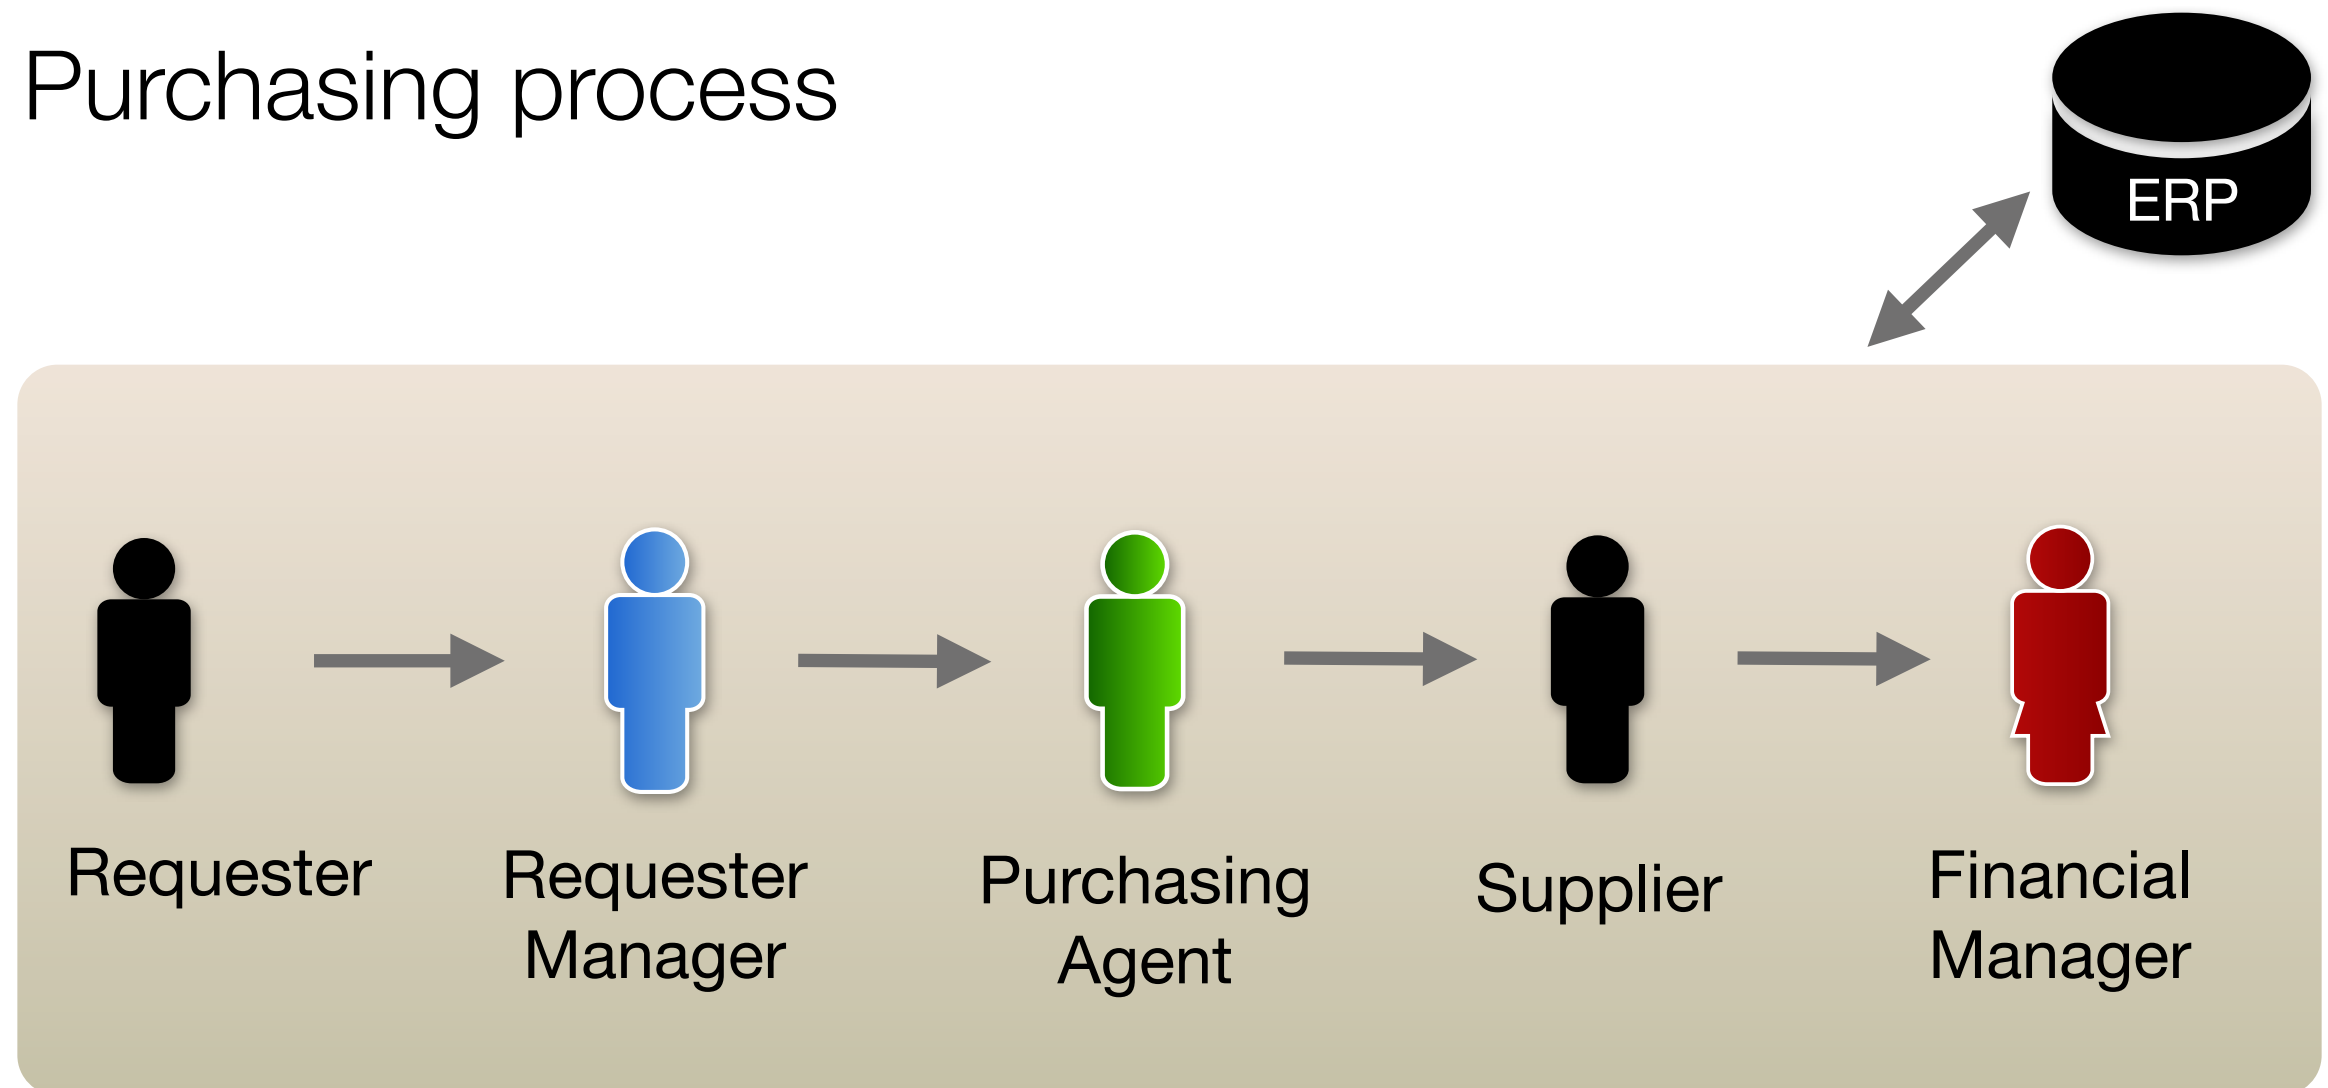 Purchasing process
ERP
Requester
Requester
Manager
Purchasing
Agent
Supplier
Financial
Manager